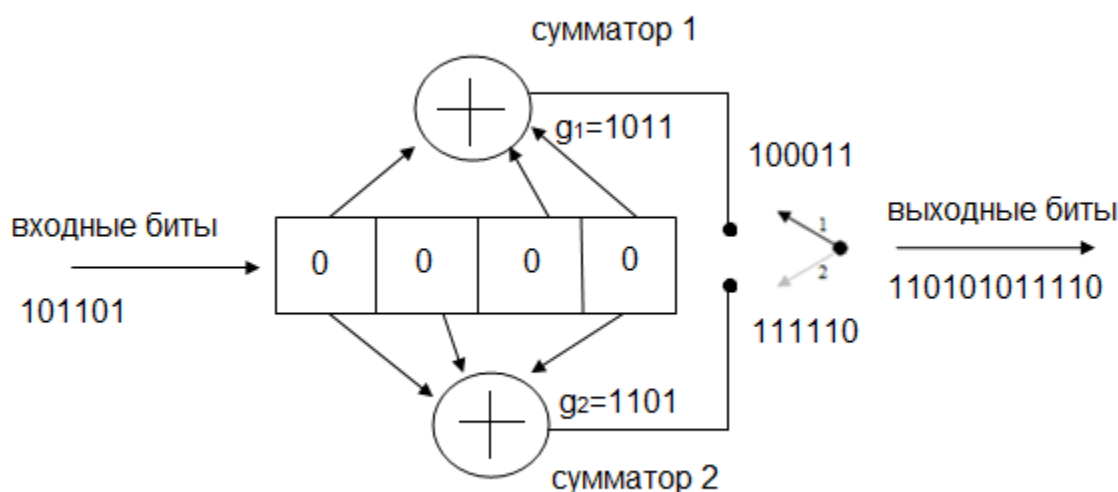 сумматор 1
g1=1011
100011
входные биты
выходные биты
1
0 0 0 0
2
101101
110101011110
111110
g2=1101
сумматор 2